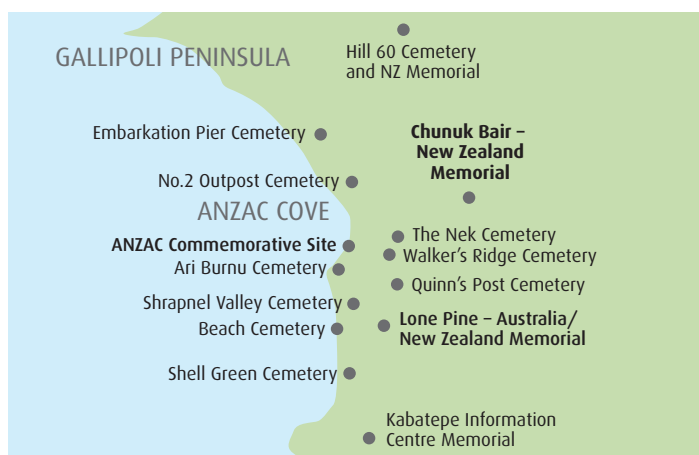 GALLIPOLI PENINSULA
Hill 60 Cemetery
and NZ Memorial
Embarkation Pier Cemetery
Chunuk Bair –
New Zealand
Memorial
No.2 Outpost Cemetery
ANZAC COVE
The Nek Cemetery
ANZAC Commemorative Site
Walker's Ridge Cemetery
Ari Burnu Cemetery
Quinn's Post Cemetery
Shrapnel Valley Cemetery
Lone Pine – Australia/
New Zealand Memorial
Beach Cemetery
Shell Green Cemetery
Kabatepe Information
Centre Memorial